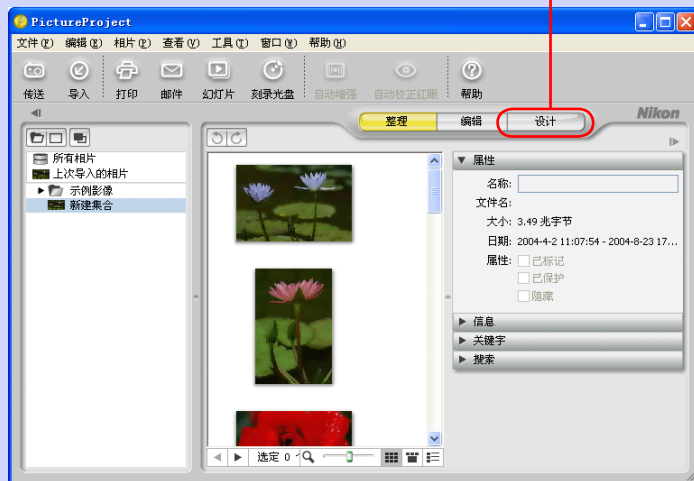 PictureProject
文件(F) 编辑(E) 相片(P) 查看(V) 工具(T) 窗口(W) 帮助(H)
传送 导入 打印 邮件 幻灯片 刻录光盘 自动增强 自动校正红眼 帮助
整理 编辑 设计
Nikon
所有相片
上次导入的相片
示例影像
新建集合
属性
名称:
文件名:
大小: 3.49 兆字节
日期: 2004-4-2 11:07:54 - 2004-8-23 17...
属性: 已标记
已保护
隐藏
信息
关键字
搜索
选定 0